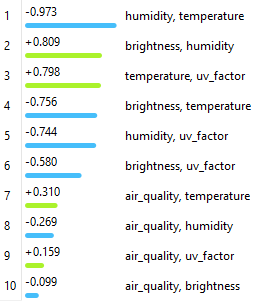 1 -0.973 humidity, temperature
2 +0.809 brightness, humidity
3 +0.798 temperature, uv_factor
4 -0.756 brightness, temperature
5 -0.744 humidity, uv_factor
6 -0.580 brightness, uv_factor
7 +0.310 air_quality, temperature
8 -0.269 air_quality, humidity
9 +0.159 air_quality, uv_factor
10 -0.099 air_quality, brightness